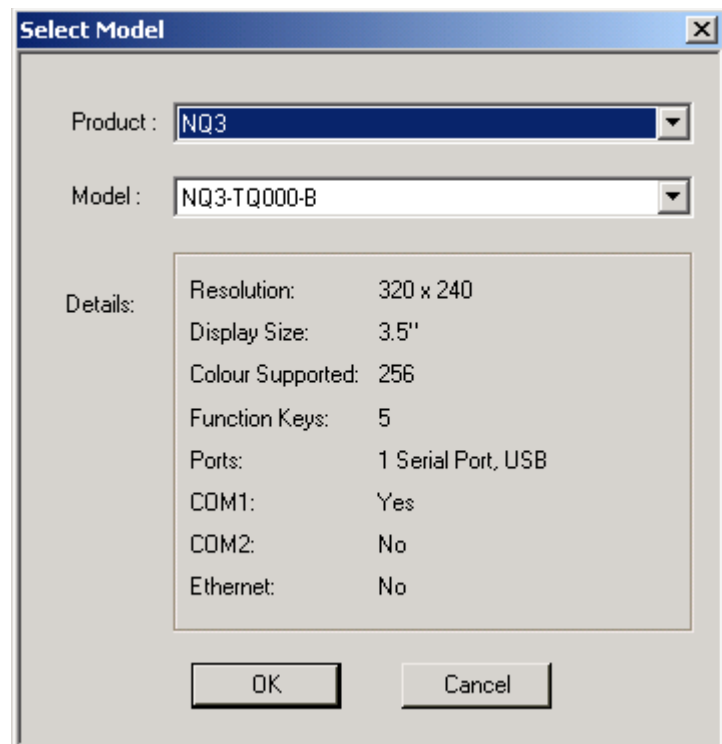 Select Model
Product : NQ3
Model : NQ3-TQ000-B
Details:
Resolution: 320 x 240
Display Size: 3.5"
Colour Supported: 256
Function Keys: 5
Ports: 1 Serial Port, USB
COM1: Yes
COM2: No
Ethernet: No
OK Cancel